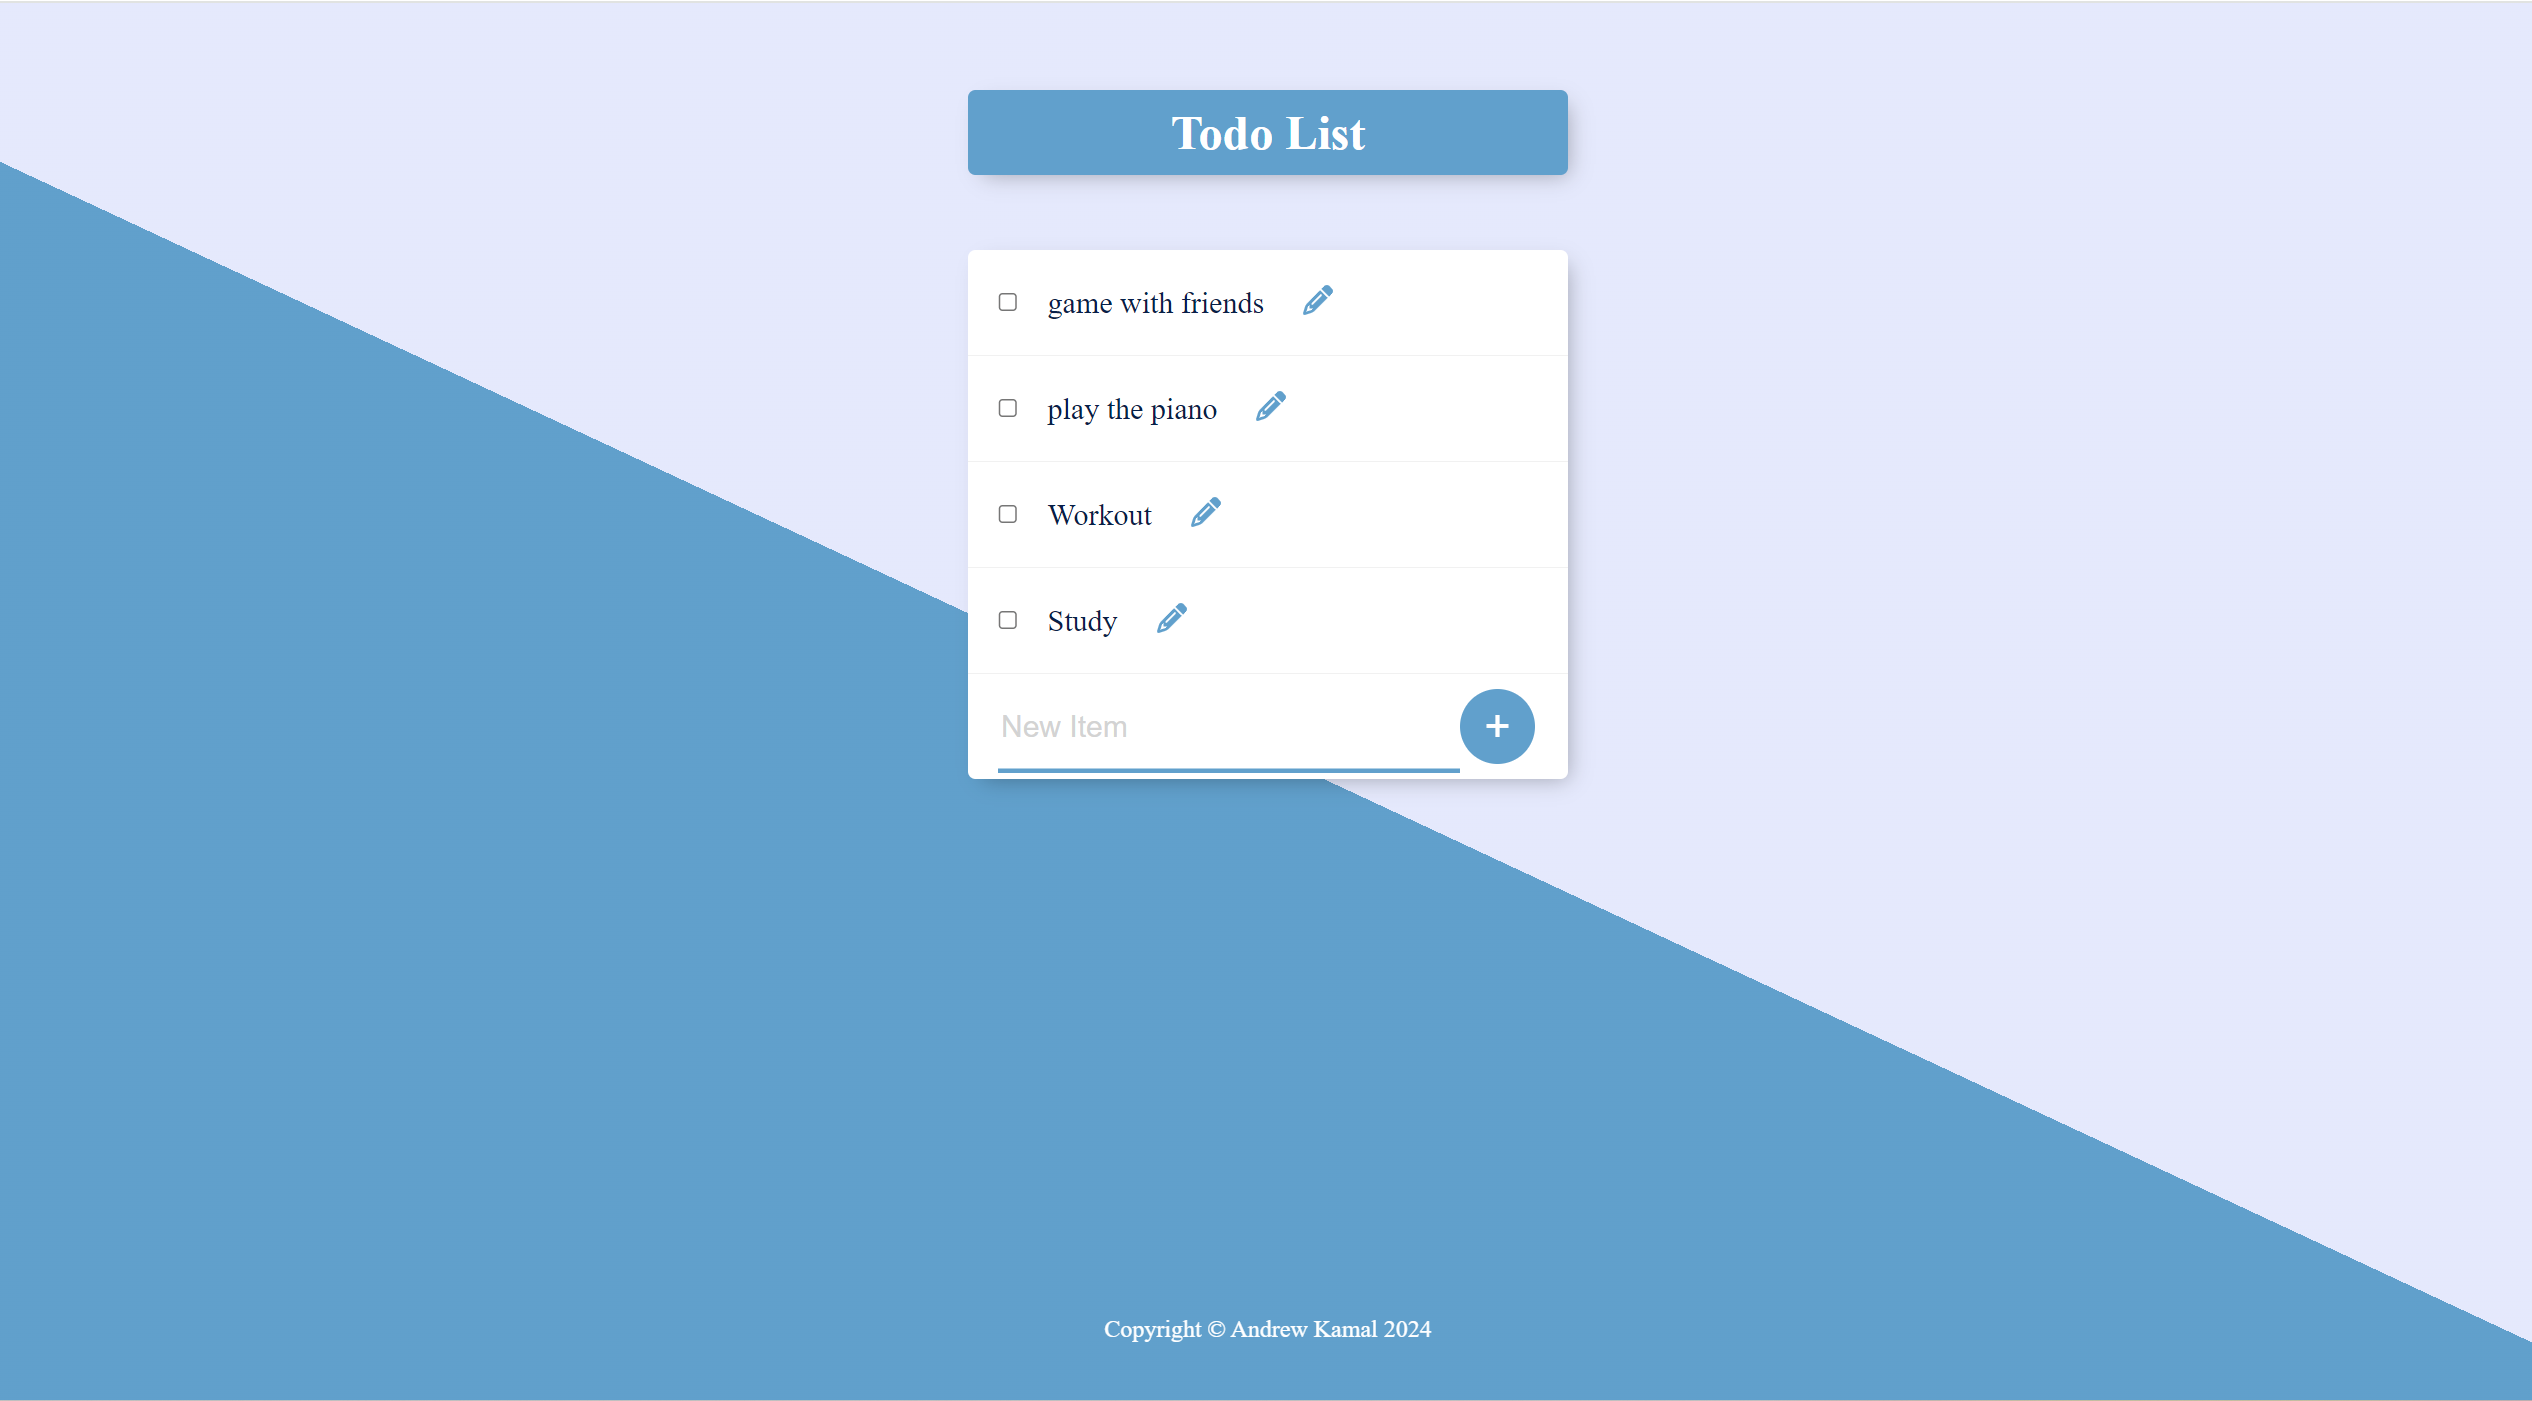 Todo List
game with friends
play the piano
Workout
Study
New Item
+
Copyright © Andrew Kamal 2024